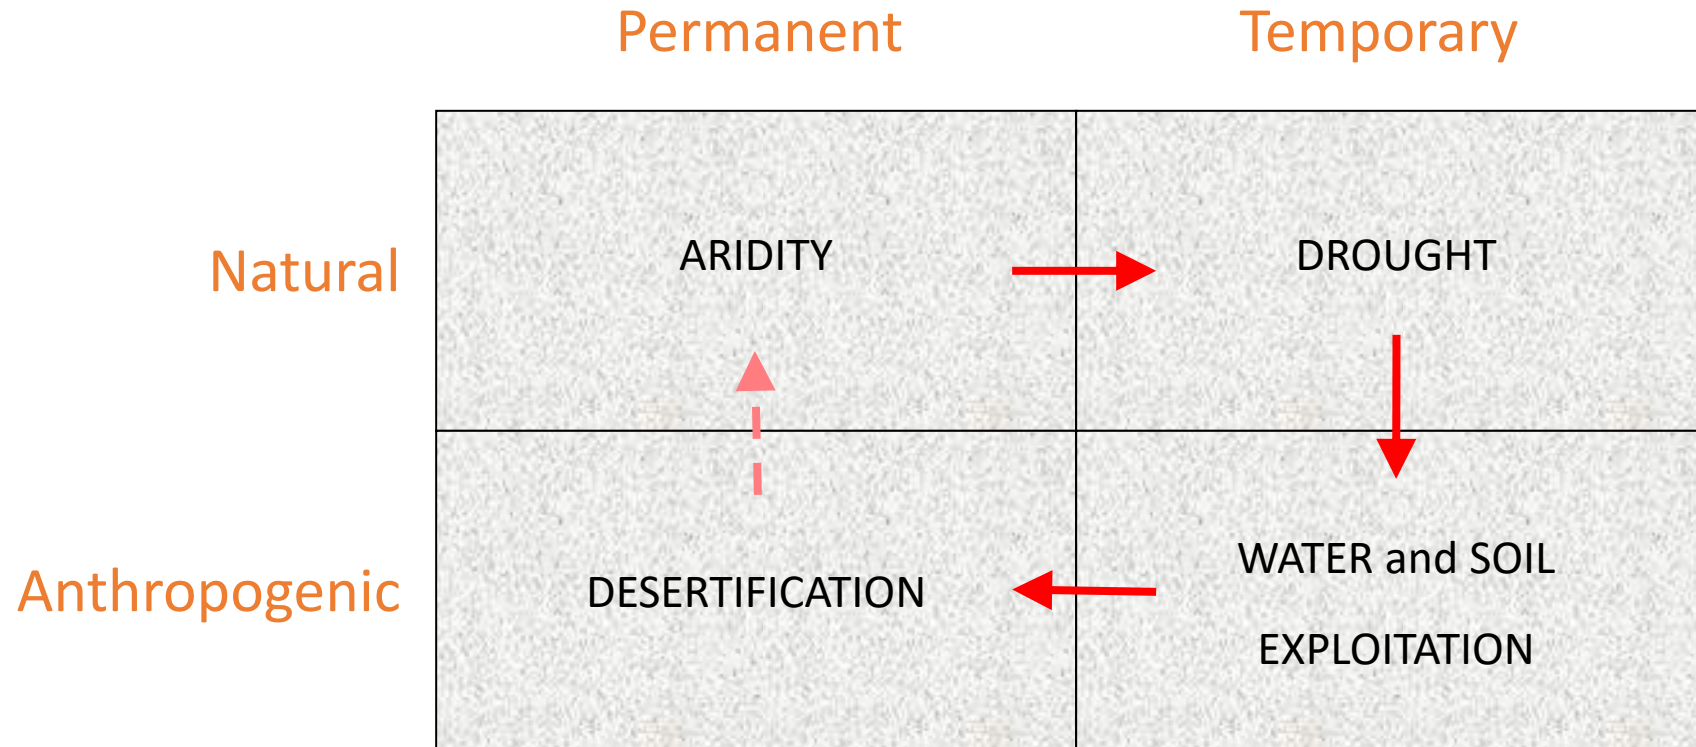 Permanent Temporary
Natural ARIDITY DROUGHT
Anthropogenic DESERTIFICATION WATER and SOIL
EXPLOITATION